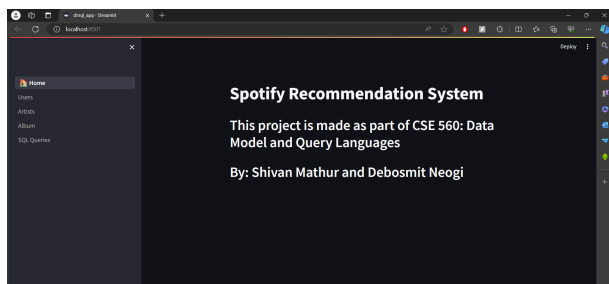 dmql_app · Streamlit
localhost:8501
Deploy
Home
Users
Artists
Album
SQL Queries
Spotify Recommendation System
This project is made as part of CSE 560: Data
Model and Query Languages
By: Shivan Mathur and Debosmit Neogi